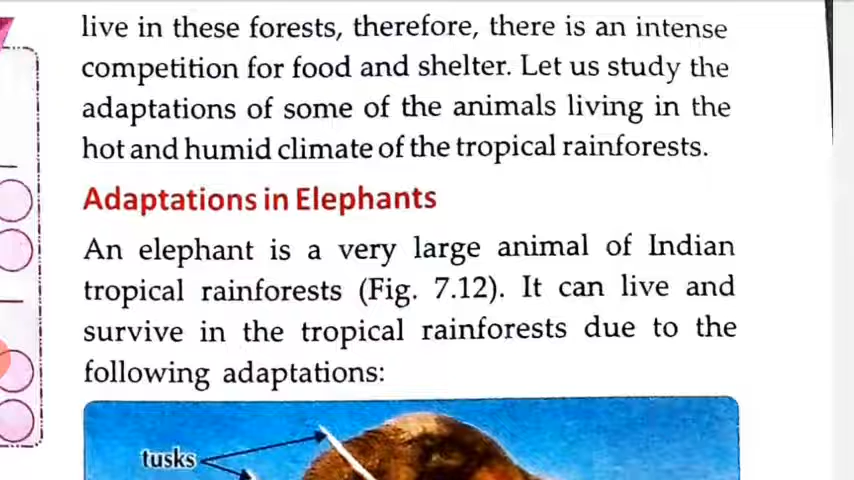 live in these forests, therefore, there is an intense
competition for food and shelter. Let us study the
adaptations of some of the animals living in the
hot and humid climate of the tropical rainforests.
Adaptations in Elephants
An elephant is a very large animal of Indian
tropical rainforests (Fig. 7.12). It can live and
survive in the tropical rainforests due to the
following adaptations:
tusks